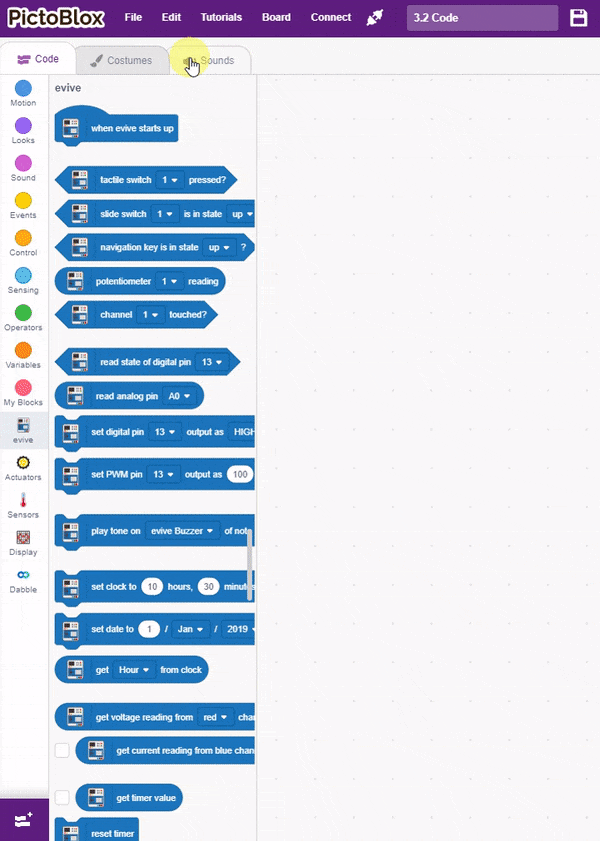 PictoBlox File Edit Tutorials Board Connect 3.2 Code
Code Costumes Sounds
Motion
Looks
Sound
Events
Control
Sensing
Operators
Variables
My Blocks
evive
Actuators
Sensors
Display
Dabble
evive
when evive starts up
tactile switch 1 pressed?
slide switch 1 is in state up
navigation key is in state up ?
potentiometer 1 reading
channel 1 touched?
read state of digital pin 13
read analog pin A0
set digital pin 13 output as HIGH
set PWM pin 13 output as 100
play tone on evive Buzzer of note
set clock to 10 hours, 30 minutes
set date to 1 / Jan / 2019
get Hour from clock
get voltage reading from red chan
get current reading from blue chan
get timer value
reset timer